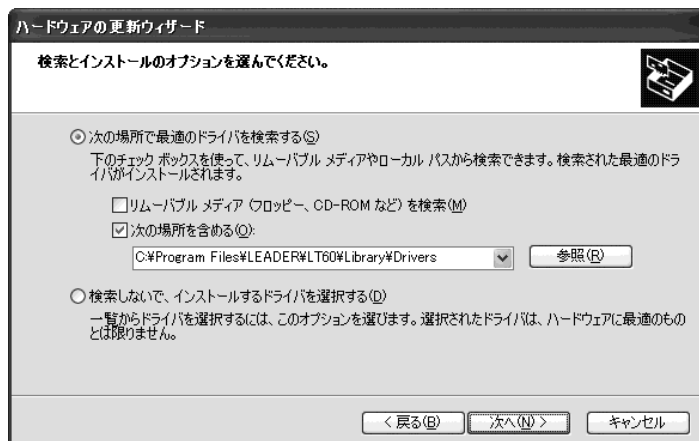 ハードウェアの更新ウィザード
検索とインストールのオプションを選んでください。
次の場所で最適のドライバを検索する(S)
下のチェック ボックスを使って、リムーバブル メディアやローカル パスから検索できます。検索された最適のドラ
イバがインストールされます。
リムーバブル メディア (フロッピー、CD-ROM など) を検索(M)
次の場所を含める(O):
C:¥Program Files¥LEADER¥LT60¥Library¥Drivers
参照(R)
検索しないで、インストールするドライバを選択する(D)
一覧からドライバを選択するには、このオプションを選びます。選択されたドライバは、ハードウェアに最適のもの
とは限りません。
< 戻る(B) 次へ(N) > キャンセル